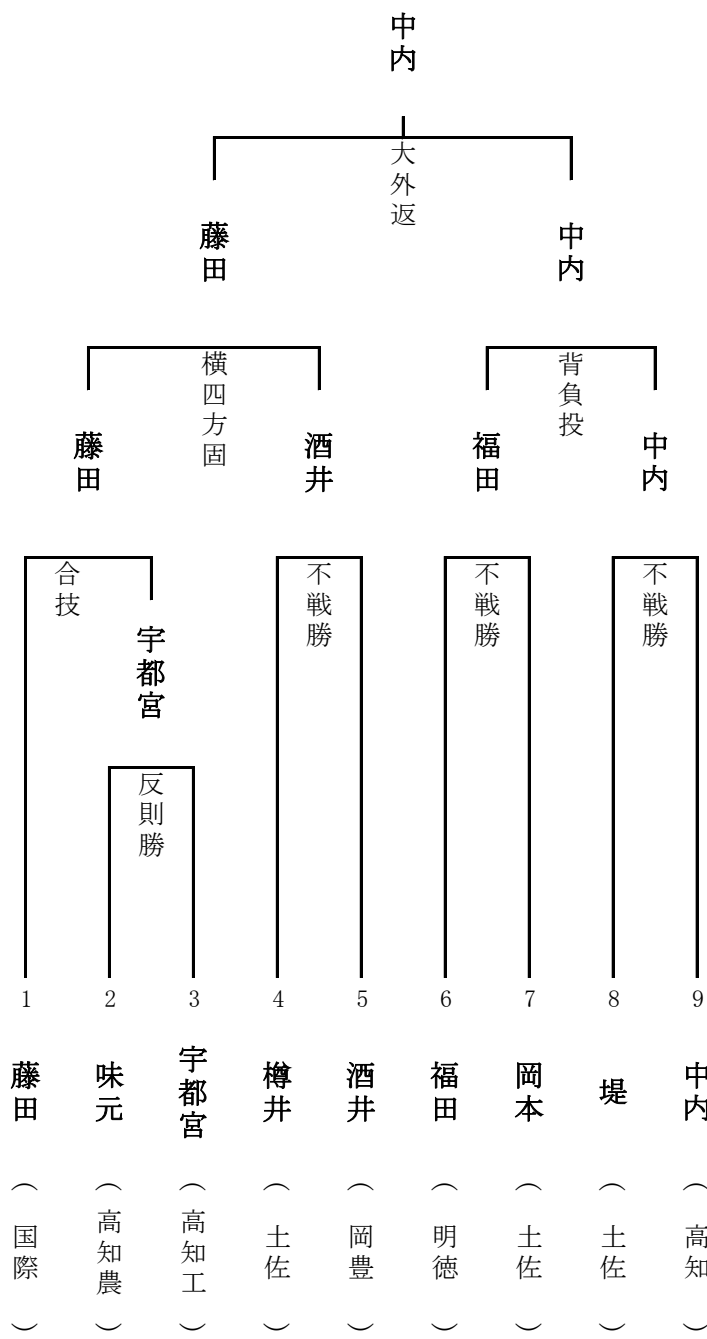 中内
大外返
藤田
中内
横四方固
背負投
藤田
酒井
福田
中内
合技
不戦勝
不戦勝
不戦勝
宇都宮
反則勝
1 2 3 4 5 6 7 8 9
藤田
味元
宇都宮
樽井
酒井
福田
岡本
堤
中内
（国際）
（高知農）
（高知工）
（土佐）
（岡豊）
（明徳）
（土佐）
（土佐）
（高知）